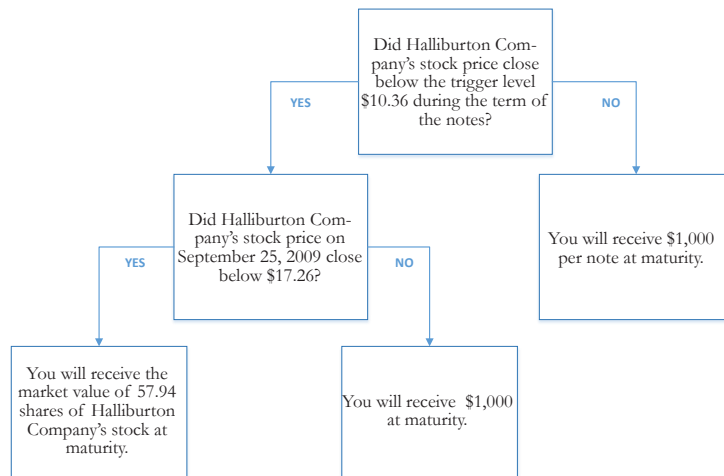 Did Halliburton Com-
pany's stock price close
below the trigger level
$10.36 during the term of
the notes?
YES
NO
Did Halliburton Com-
pany's stock price on
September 25, 2009 close
below $17.26?
You will receive $1,000
per note at maturity.
YES
NO
You will receive the
market value of 57.94
shares of Halliburton
Company's stock at
maturity.
You will receive $1,000
at maturity.